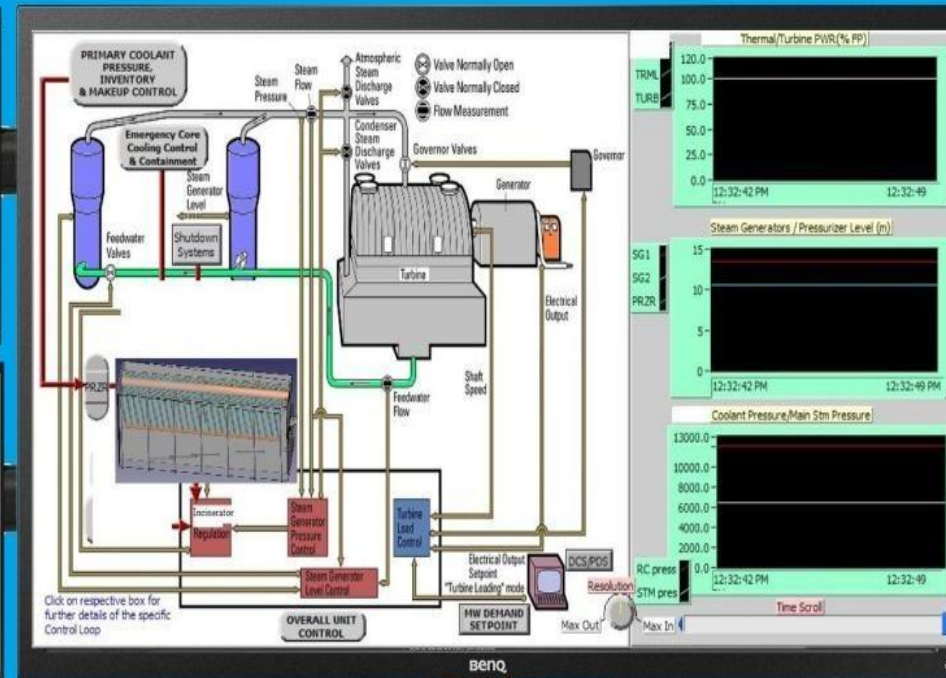 PRIMARY COOLANT
PRESSURE,
INVENTORY
& MAKEUP CONTROL
Steam
Pressure
Steam
Flow
Atmospheric
Steam
Discharge
Valves
Valve Normally Open
Valve Normally Closed
Flow Measurement
Emergency Core
Cooling Control
& Containment
Condenser
Steam
Discharge
Valves
Governor Valves
Governor
Steam
Generator
Level
Generator
Shutdown
Systems
Feedwater
Valves
Turbine
Electrical
Output
Shaft
Speed
PRZR
Feedwater
Flow
Incinerator
Regulation
Steam
Generator
Pressure
Control
Turbine
Load
Control
Steam Generator
Level Control
Electrical Output
Setpoint
"Turbine Leading" mode
DCS/PDS
Resolution
Max Out
Max In
Click on respective box for
further details of the specific
Control Loop
OVERALL UNIT
CONTROL
MW DEMAND
SETPOINT
Thermal/Turbine PWR(% FP)
TRML
TURB
120.0
100.0
75.0
50.0
25.0
0.0
12:32:42 PM 12:32:49
Steam Generators / Pressurizer Level (m)
SG1
SG2
PRZR
15
10
5
0
12:32:42 PM 12:32:49 PM
Coolant Pressure/Main Stm Pressure
13000.0
10000.0
8000.0
6000.0
4000.0
2000.0
0.0
RC press
STM pres
12:32:42 PM 12:32:49
Time Scroll
BenQ